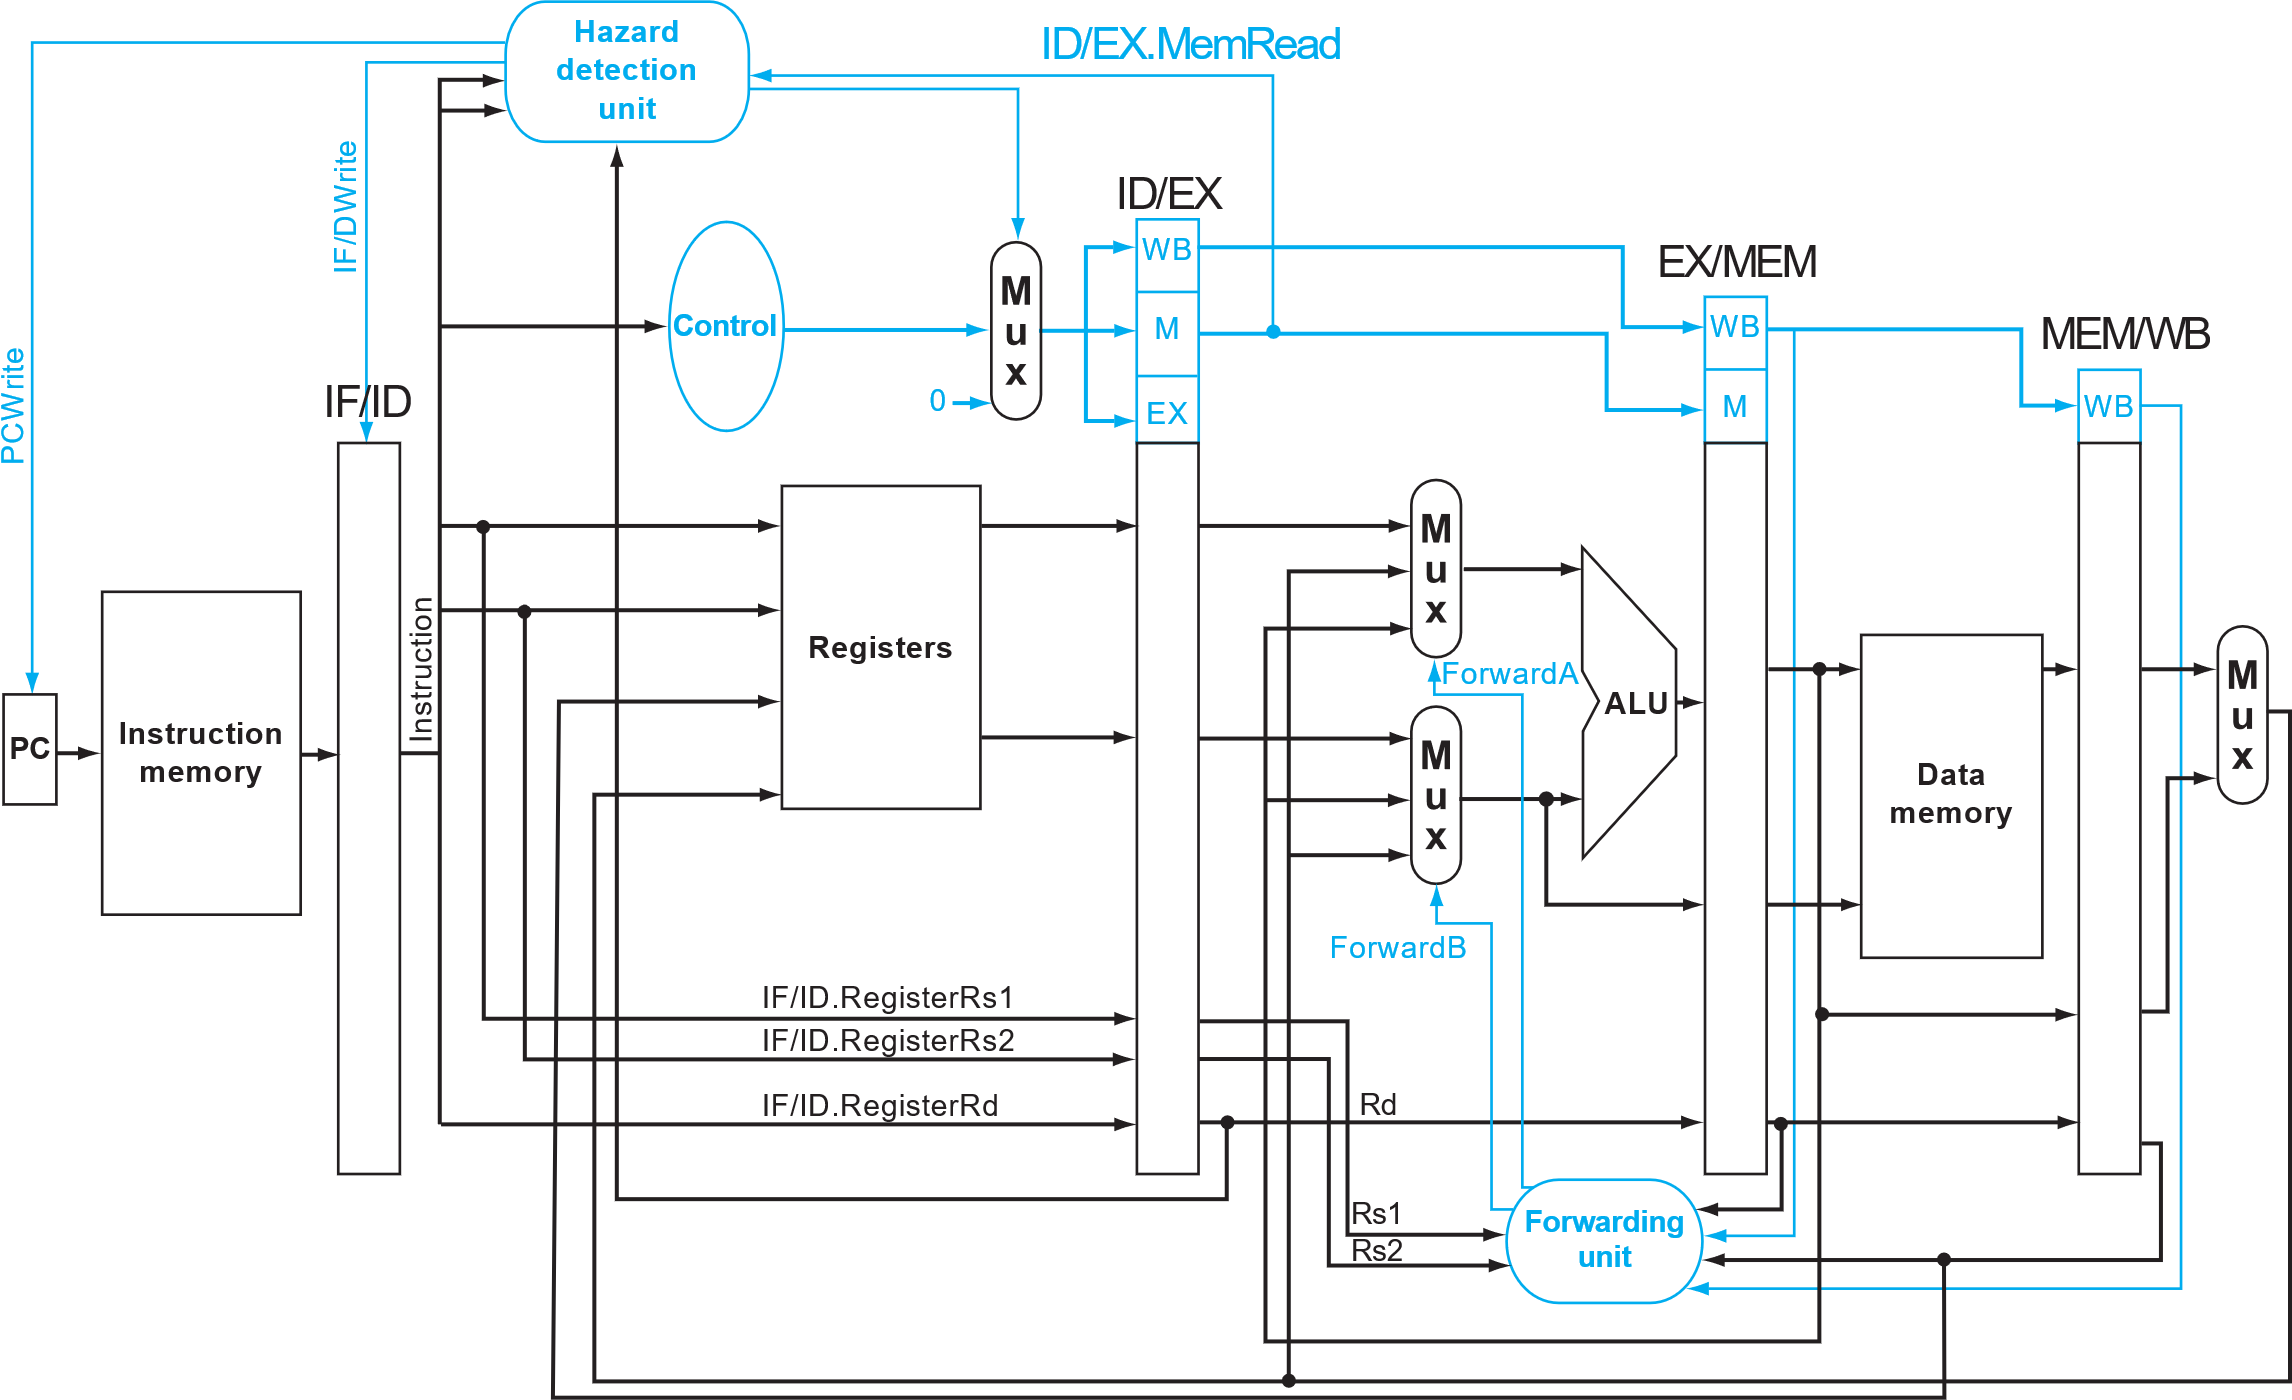 Hazard
detection
unit
ID/EX.MemRead
IF/DWrite
PCWrite
ID/EX
WB
M
EX
Control
M
u
x
0
EX/MEM
WB
M
MEM/WB
WB
IF/ID
Instruction
PC
Instruction
memory
Registers
M
u
x
ForwardA
M
u
x
ForwardB
ALU
Data
memory
M
u
x
IF/ID.RegisterRs1
IF/ID.RegisterRs2
IF/ID.RegisterRd
Rd
Rs1
Rs2
Forwarding
unit